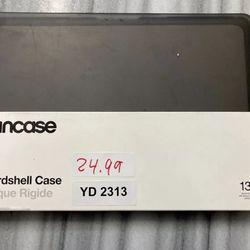 ncase
24.99
rdshell Case
que Rigide
YD 2313
13